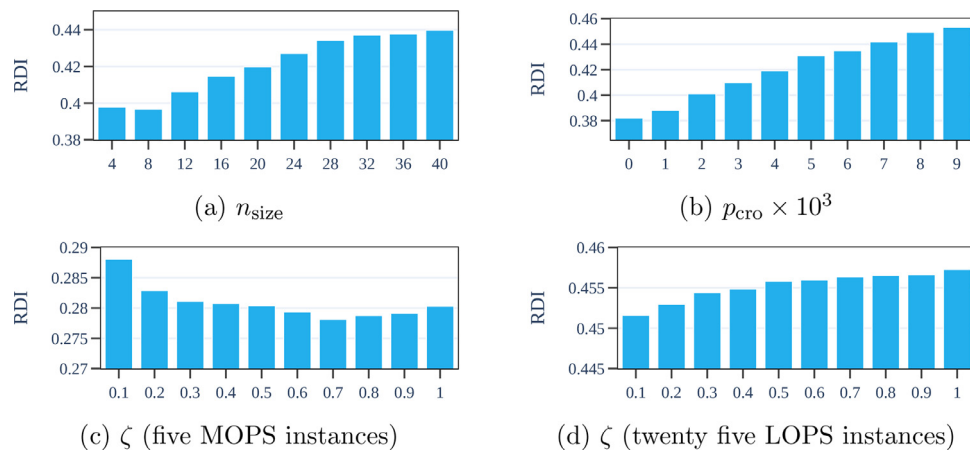 RDI
0.44
0.42
0.4
0.38
4 8 12 16 20 24 28 32 36 40
(a) n_size
RDI
0.46
0.44
0.42
0.4
0.38
0 1 2 3 4 5 6 7 8 9
(b) p_cro × 10³
RDI
0.29
0.285
0.28
0.275
0.27
0.1 0.2 0.3 0.4 0.5 0.6 0.7 0.8 0.9 1
(c) ζ (five MOPS instances)
RDI
0.46
0.455
0.45
0.445
0.1 0.2 0.3 0.4 0.5 0.6 0.7 0.8 0.9 1
(d) ζ (twenty five LOPS instances)